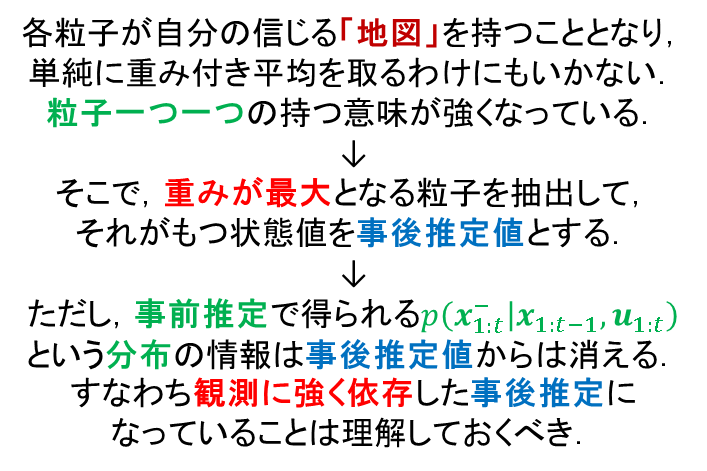 各粒子が自分の信じる「地図」を持つこととなり,
単純に重み付き平均を取るわけにもいかない.
粒子一つ一つの持つ意味が強くなっている.
↓
そこで, 重みが最大となる粒子を抽出して,
それがもつ状態値を事後推定値とする.
↓
ただし, 事前推定で得られるp(x⁻₁:ₜ|x₁:ₜ₋₁, u₁:ₜ)
という分布の情報は事後推定値からは消える.
すなわち観測に強く依存した事後推定に
なっていることは理解しておくべき.